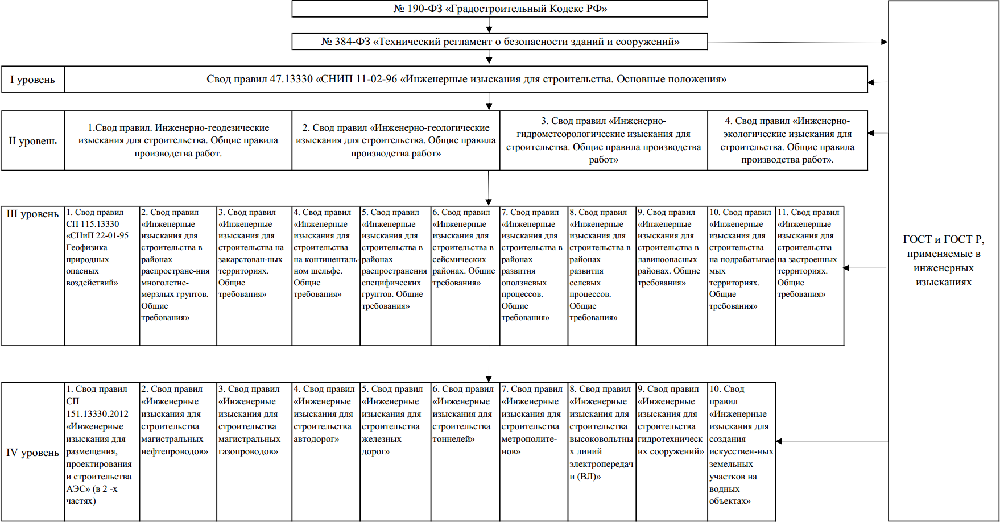 № 190-ФЗ «Градостроительный Кодекс РФ»
№ 384-ФЗ «Технический регламент о безопасности зданий и сооружений»
I уровень
Свод правил 47.13330 «СНИП 11-02-96 «Инженерные изыскания для строительства. Основные положения»
II уровень
1.Свод правил. Инженерно-геодезические
изыскания для строительства. Общие правила
производства работ.
2. Свод правил «Инженерно-геологические
изыскания для строительства. Общие правила
производства работ»
3. Свод правил «Инженерно-
гидрометеорологические изыскания для
строительства. Общие правила производства
работ»
4. Свод правил «Инженерно-
экологические изыскания для
строительства. Общие правила
производства работ».
III уровень
1. Свод правил
СП 115.13330
«СНиП 22-01-95
Геофизика
природных
опасных
воздействий»
2. Свод правил
«Инженерные
изыскания для
строительства в
районах
распростране-ния
многолетне-
мерзлых грунтов.
Общие
требования»
3. Свод правил
«Инженерные
изыскания для
строительства на
закарстован-ных
территориях.
Общие
требования»
4. Свод правил
«Инженерные
изыскания для
строительства
на континенталь-
ном шельфе.
Общие
требования»
5. Свод правил
«Инженерные
изыскания для
строительства в
районах
распространения
специфических
грунтов. Общие
требования»
6. Свод правил
«Инженерные
изыскания для
строительства в
сейсмических
районах. Общие
требования»
7. Свод правил
«Инженерные
изыскания для
строительства в
районах
развития
оползневых
процессов.
Общие
требования»
8. Свод правил
«Инженерные
изыскания для
строительства в
районах
развития
селевых
процессов.
Общие
требования»
9. Свод правил
«Инженерные
изыскания для
строительства в
лавиноопасных
районах. Общие
требования»
10. Свод правил
«Инженерные
изыскания для
строительства
на подрабатывае-
мых
территориях.
Общие
требования»
11. Свод правил
«Инженерные
изыскания для
строительства
на застроенных
территориях.
Общие
требования»
IV уровень
1. Свод правил
СП
151.13330.2012
«Инженерные
изыскания для
размещения,
проектирования
и строительства
АЭС» (в 2 -х
частях)
2. Свод правил
«Инженерные
изыскания для
строительства
магистральных
нефтепроводов»
3. Свод правил
«Инженерные
изыскания для
строительства
магистральных
газопроводов»
4. Свод правил
«Инженерные
изыскания для
строительства
автодорог»
5. Свод правил
«Инженерные
изыскания для
строительства
железных
дорог»
6. Свод правил
«Инженерные
изыскания для
строительства
тоннелей»
7. Свод правил
«Инженерные
изыскания для
строительства
метрополите-
нов»
8. Свод правил
«Инженерные
изыскания для
строительства
высоковольтны
х линий
электропередач
и (ВЛ)»
9. Свод правил
«Инженерные
изыскания для
строительства
гидротехническ
их сооружений»
10. Свод
правил
«Инженерные
изыскания для
создания
искусствен-ных
земельных
участков на
водных
объектах»
ГОСТ и ГОСТ Р,
применяемые в
инженерных
изысканиях